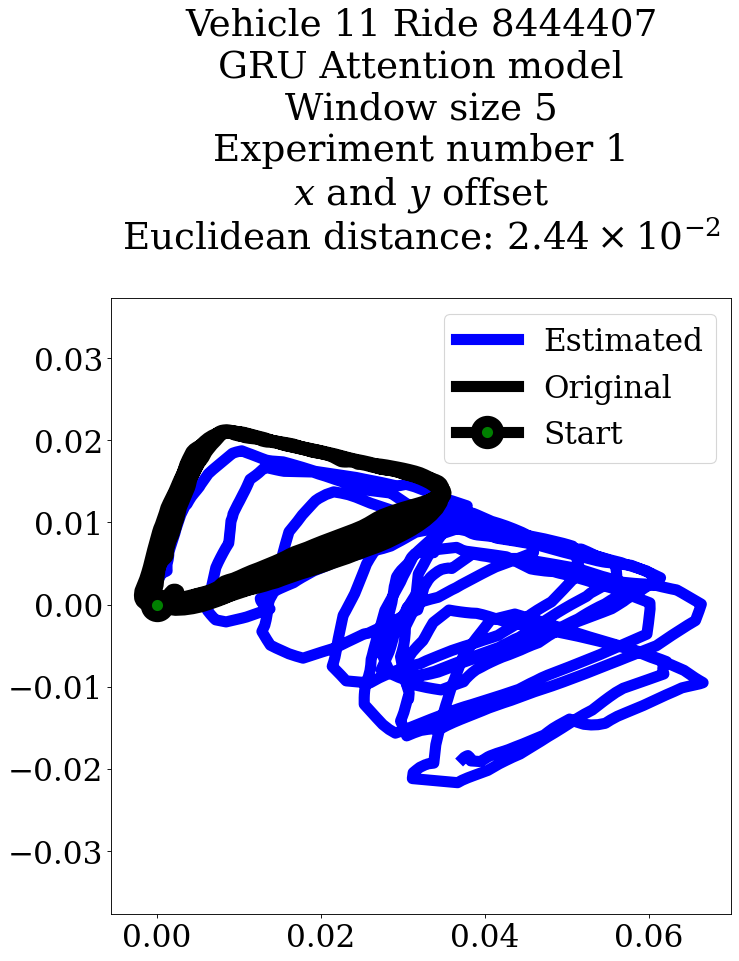 Vehicle 11 Ride 8444407
GRU Attention model
Window size 5
Experiment number 1
x and y offset
Euclidean distance: 2.44 × 10⁻²
Estimated
Original
Start
0.03
0.02
0.01
0.00
−0.01
−0.02
−0.03
0.00 0.02 0.04 0.06